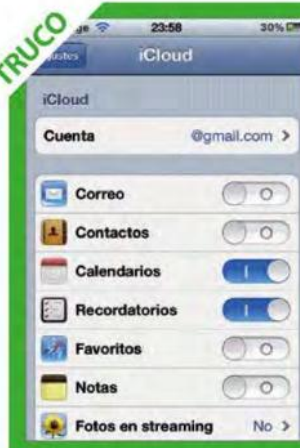 TRUCO
23:58 30%
iCloud
iCloud
Cuenta @gmail.com >
Correo
Contactos
Calendarios
Recordatorios
Favoritos
Notas
Fotos en streaming No >